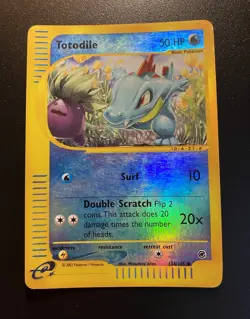 Totodile 50 HP
Basic Pokémon
Surf 10
Double Scratch Flip 2
coins. This attack does 20
damage times the number
of heads.
20x
weakness resistance retreat cost
e